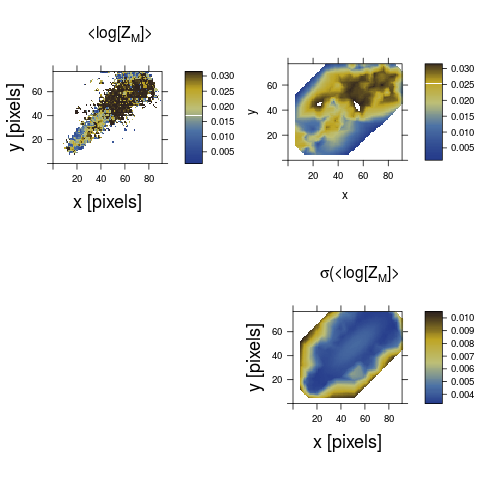 <log[Z_M]>
60
40
20
20 40 60 80
x [pixels]
y [pixels]
0.030
0.025
0.020
0.015
0.010
0.005
60
40
20
20 40 60 80
x
y
0.030
0.025
0.020
0.015
0.010
0.005
σ(<log[Z_M]>
60
40
20
20 40 60 80
x [pixels]
y [pixels]
0.010
0.009
0.008
0.007
0.006
0.005
0.004